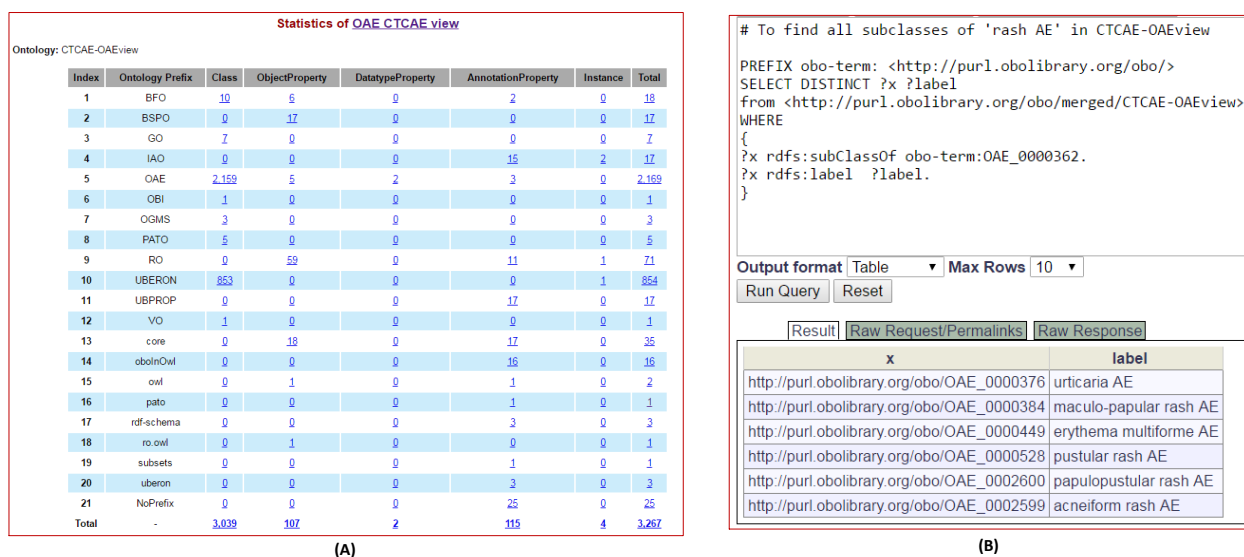 Statistics of OAE CTCAE view
Ontology: CTCAE-OAEview
Index Ontology Prefix Class ObjectProperty DatatypeProperty AnnotationProperty Instance Total
1 BFO 10 6 0 2 0 18
2 BSPO 0 17 0 0 0 17
3 GO 7 0 0 0 0 7
4 IAO 0 0 0 15 2 17
5 OAE 2,159 5 2 3 0 2,169
6 OBI 1 0 0 0 0 1
7 OGMS 3 0 0 0 0 3
8 PATO 5 0 0 0 0 5
9 RO 0 59 0 11 1 71
10 UBERON 853 0 0 0 1 854
11 UBPROP 0 0 0 17 0 17
12 VO 1 0 0 0 0 1
13 core 0 18 0 17 0 35
14 oboInOwl 0 0 0 16 0 16
15 owl 0 1 0 1 0 2
16 pato 0 0 0 1 0 1
17 rdf-schema 0 0 0 3 0 3
18 ro.owl 0 1 0 0 0 1
19 subsets 0 0 0 1 0 1
20 uberon 0 0 0 3 0 3
21 NoPrefix 0 0 0 25 0 25
Total - 3,039 107 2 115 4 3,267
(A)
# To find all subclasses of 'rash AE' in CTCAE-OAEview
PREFIX obo-term: <http://purl.obolibrary.org/obo/>
SELECT DISTINCT ?x ?label
from <http://purl.obolibrary.org/obo/merged/CTCAE-OAEview>
WHERE
{
?x rdfs:subClassOf obo-term:OAE_0000362.
?x rdfs:label ?label.
}
Output format Table Max Rows 10
Run Query Reset
Result Raw Request/Permalinks Raw Response
x label
http://purl.obolibrary.org/obo/OAE_0000376 urticaria AE
http://purl.obolibrary.org/obo/OAE_0000384 maculo-papular rash AE
http://purl.obolibrary.org/obo/OAE_0000449 erythema multiforme AE
http://purl.obolibrary.org/obo/OAE_0000528 pustular rash AE
http://purl.obolibrary.org/obo/OAE_0002600 papulopustular rash AE
http://purl.obolibrary.org/obo/OAE_0002599 acneiform rash AE
(B)